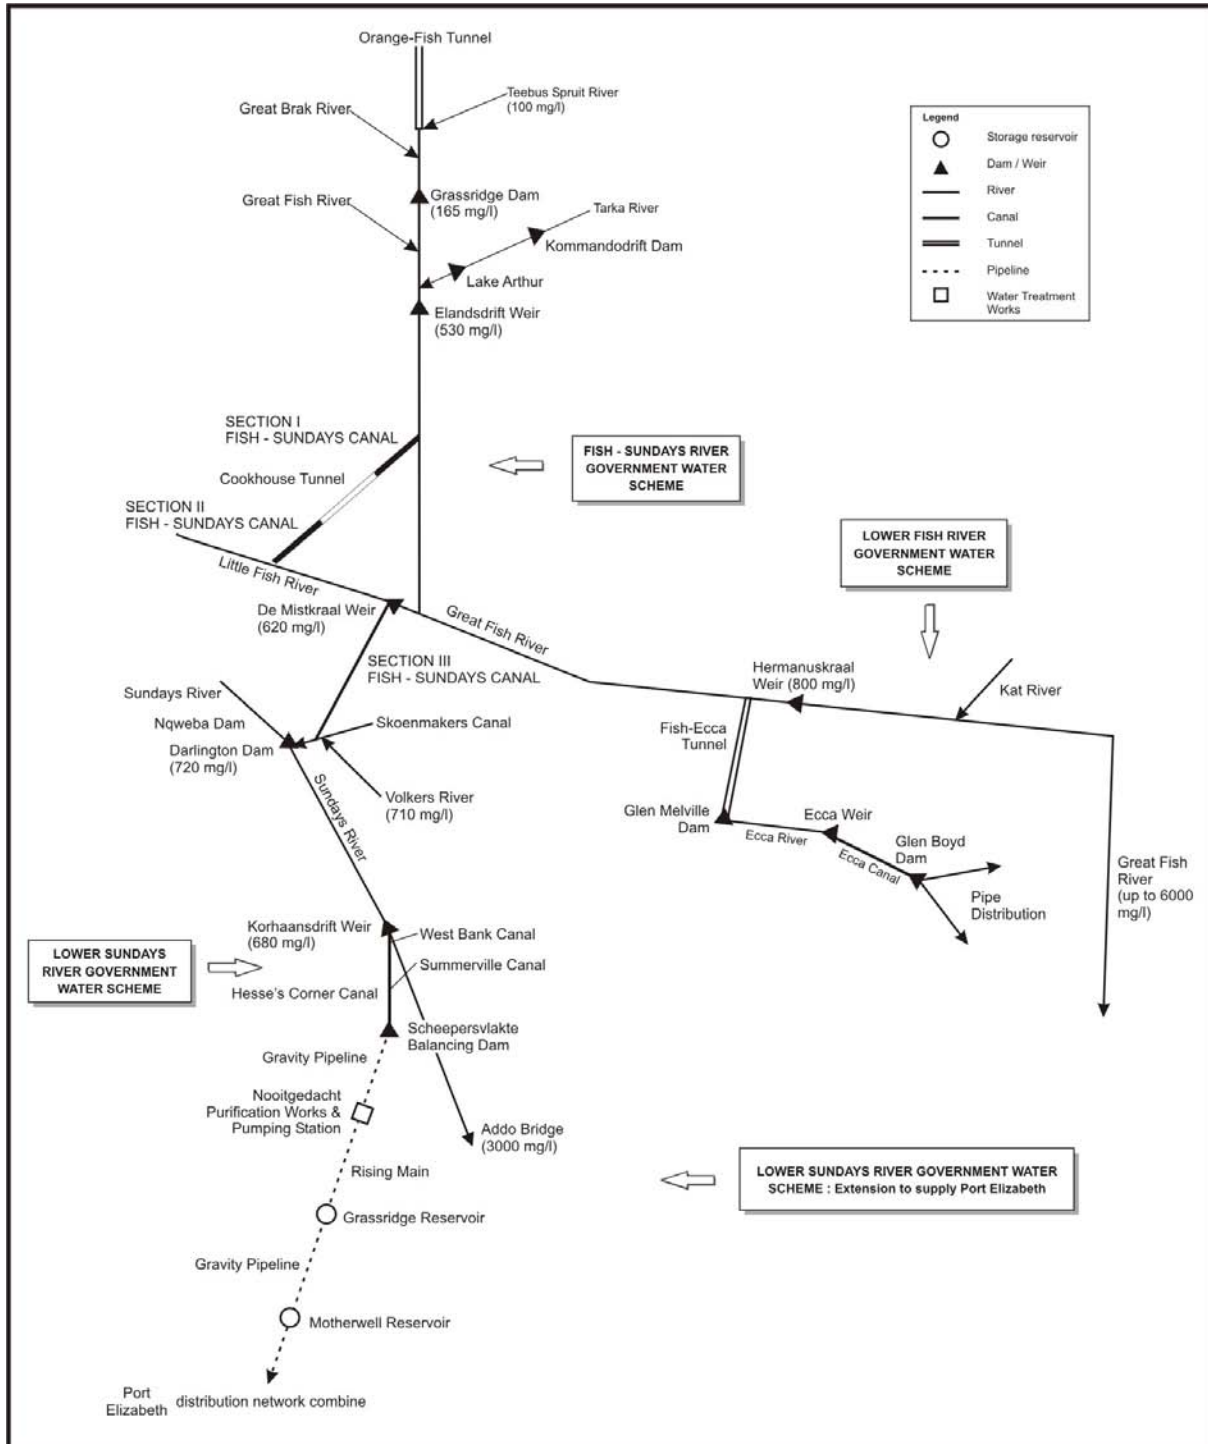 Orange-Fish Tunnel
Teebus Spruit River
(100 mg/l)
Great Brak River
Grassridge Dam
(165 mg/l)
Great Fish River
Tarka River
Kommandodrift Dam
Lake Arthur
Elandsdrift Weir
(530 mg/l)
Legend
Storage reservoir
Dam / Weir
River
Canal
Tunnel
Pipeline
Water Treatment
Works
SECTION I
FISH - SUNDAYS CANAL
Cookhouse Tunnel
SECTION II
FISH - SUNDAYS CANAL
FISH - SUNDAYS RIVER
GOVERNMENT WATER
SCHEME
LOWER FISH RIVER
GOVERNMENT WATER
SCHEME
Little Fish River
De Mistkraal Weir
(620 mg/l)
Great Fish River
SECTION III
FISH - SUNDAYS CANAL
Hermanuskraal
Weir (800 mg/l)
Kat River
Sundays River
Nqweba Dam
Darlington Dam
(720 mg/l)
Skoenmakers Canal
Volkers River
(710 mg/l)
Sundays River
Fish-Ecca
Tunnel
Glen Melville
Dam
Ecca River
Ecca Weir
Ecca Canal
Glen Boyd
Dam
Pipe
Distribution
Great Fish
River
(up to 6000
mg/l)
Korhaansdrift Weir
(680 mg/l)
West Bank Canal
Summerville Canal
Hesse's Corner Canal
LOWER SUNDAYS
RIVER GOVERNMENT
WATER SCHEME
Scheepersvlakte
Balancing Dam
Gravity Pipeline
Nooitgedacht
Purification Works &
Pumping Station
Addo Bridge
(3000 mg/l)
Rising Main
LOWER SUNDAYS RIVER GOVERNMENT WATER
SCHEME : Extension to supply Port Elizabeth
Grassridge Reservoir
Gravity Pipeline
Motherwell Reservoir
Port
Elizabeth
distribution network combine